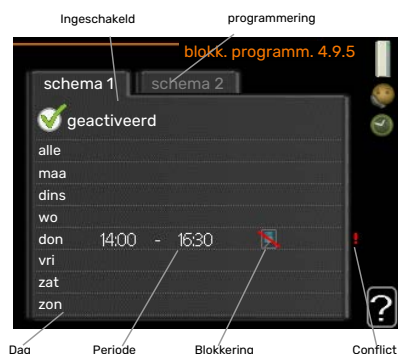 Ingeschakeld programmering
blokk. programm. 4.9.5
schema 1 schema 2
geactiveerd
alle
maa
dins
wo
don 14:00 - 16:30 !
vri
zat
zon
?
Dag Periode Blokkering Conflict